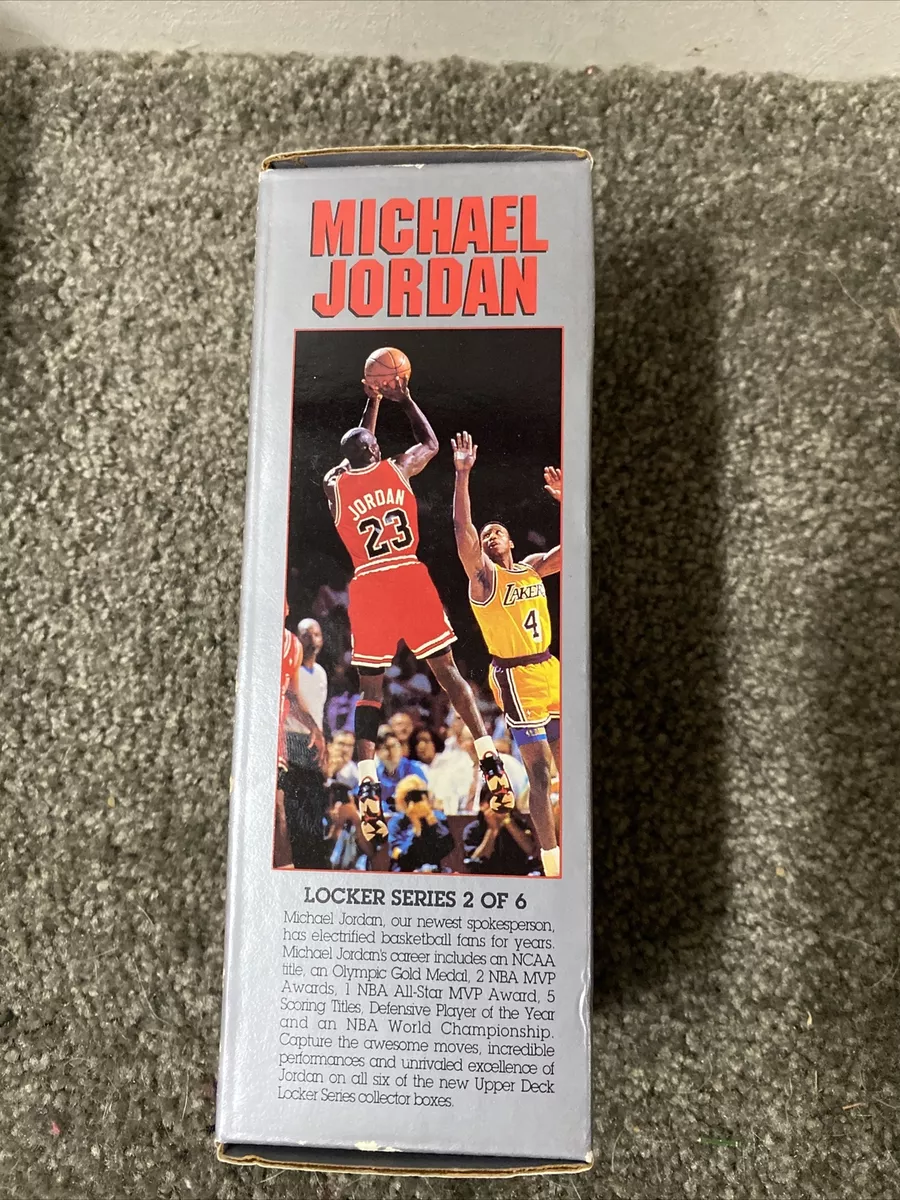 MICHAEL
JORDAN
JORDAN
23
LAKER
4
LOCKER SERIES 2 OF 6
Michael Jordan, our newest spokesperson,
has electrified basketball fans for years.
Michael Jordan's career includes an NCAA
title, an Olympic Gold Medal, 2 NBA MVP
Awards, 1 NBA All-Star MVP Award, 5
Scoring Titles, Defensive Player of the Year
and an NBA World Championship.
Capture the awesome moves, incredible
performances and unrivaled excellence of
Jordan on all six of the new Upper Deck
Locker Series collector boxes.